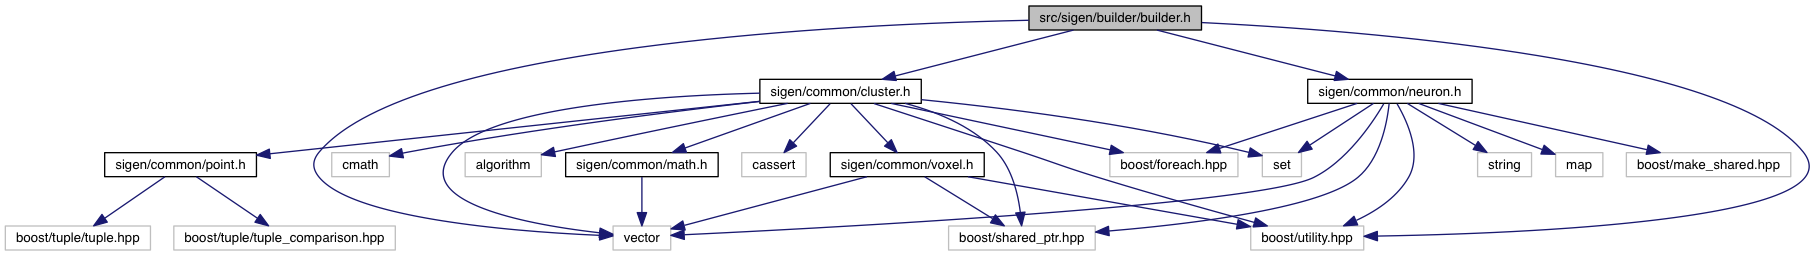 src/sigen/builder/builder.h
sigen/common/cluster.h
sigen/common/neuron.h
sigen/common/point.h
cmath
algorithm
sigen/common/math.h
cassert
sigen/common/voxel.h
boost/foreach.hpp
set
string
map
boost/make_shared.hpp
boost/tuple/tuple.hpp
boost/tuple/tuple_comparison.hpp
vector
boost/shared_ptr.hpp
boost/utility.hpp